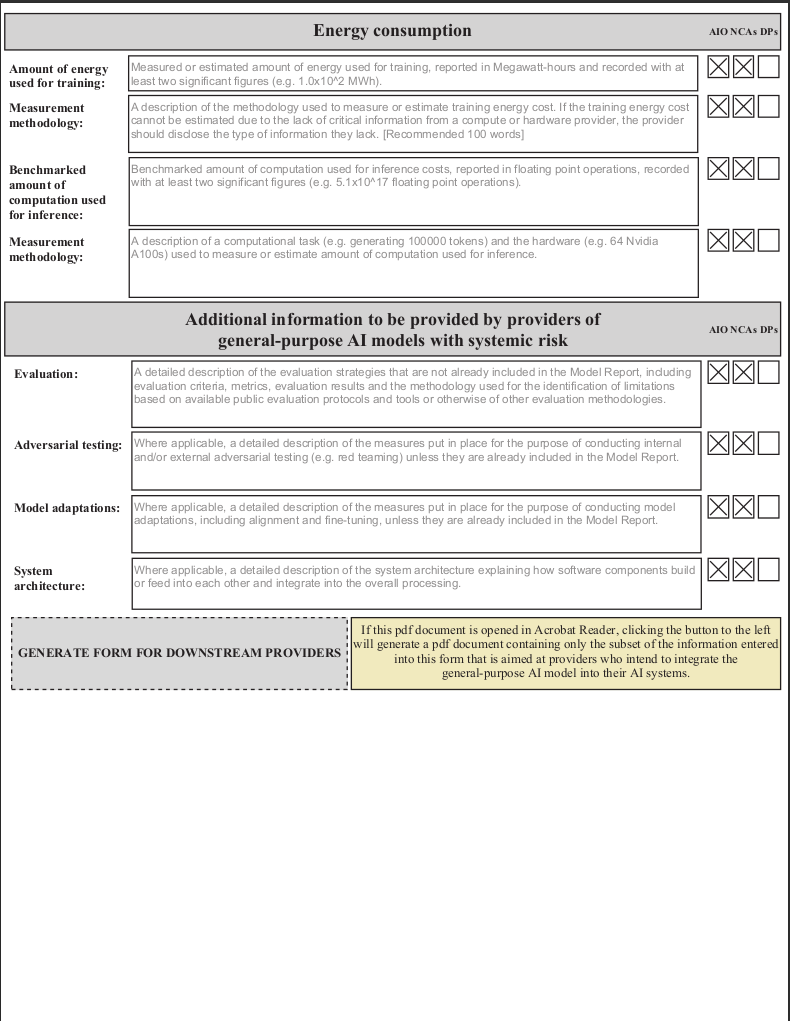 Energy consumption
AIO NCAs DPs
Amount of energy
used for training:
Measured or estimated amount of energy used for training, reported in Megawatt-hours and recorded with at
least two significant figures (e.g. 1.0x10^2 MWh).
Measurement
methodology:
A description of the methodology used to measure or estimate training energy cost. If the training energy cost
cannot be estimated due to the lack of critical information from a compute or hardware provider, the provider
should disclose the type of information they lack. [Recommended 100 words]
Benchmarked
amount of
computation used
for inference:
Benchmarked amount of computation used for inference costs, reported in floating point operations, recorded
with at least two significant figures (e.g. 5.1x10^17 floating point operations).
Measurement
methodology:
A description of a computational task (e.g. generating 100000 tokens) and the hardware (e.g. 64 Nvidia
A100s) used to measure or estimate amount of computation used for inference.
Additional information to be provided by providers of
general-purpose AI models with systemic risk
AIO NCAs DPs
Evaluation:
A detailed description of the evaluation strategies that are not already included in the Model Report, including
evaluation criteria, metrics, evaluation results and the methodology used for the identification of limitations
based on available public evaluation protocols and tools or otherwise of other evaluation methodologies.
Adversarial testing:
Where applicable, a detailed description of the measures put in place for the purpose of conducting internal
and/or external adversarial testing (e.g. red teaming) unless they are already included in the Model Report.
Model adaptations:
Where applicable, a detailed description of the measures put in place for the purpose of conducting model
adaptations, including alignment and fine-tuning, unless they are already included in the Model Report.
System
architecture:
Where applicable, a detailed description of the system architecture explaining how software components build
or feed into each other and integrate into the overall processing.
GENERATE FORM FOR DOWNSTREAM PROVIDERS
If this pdf document is opened in Acrobat Reader, clicking the button to the left
will generate a pdf document containing only the subset of the information entered
into this form that is aimed at providers who intend to integrate the
general-purpose AI model into their AI systems.